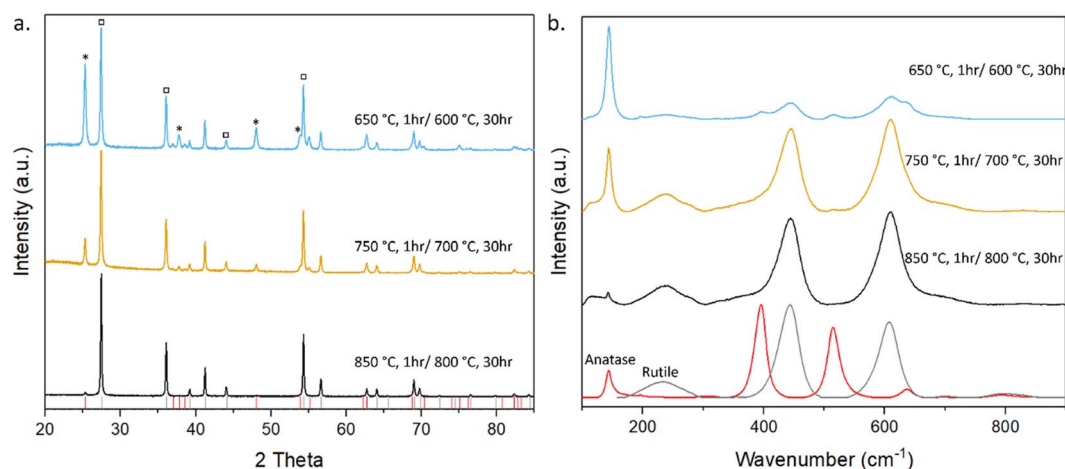 a.
Intensity (a.u.)
650 °C, 1hr/ 600 °C, 30hr
750 °C, 1hr/ 700 °C, 30hr
850 °C, 1hr/ 800 °C, 30hr
20 30 40 50 60 70 80
2 Theta
b.
Intensity (a.u.)
650 °C, 1hr/ 600 °C, 30hr
750 °C, 1hr/ 700 °C, 30hr
850 °C, 1hr/ 800 °C, 30hr
Anatase
Rutile
200 400 600 800
Wavenumber (cm⁻¹)